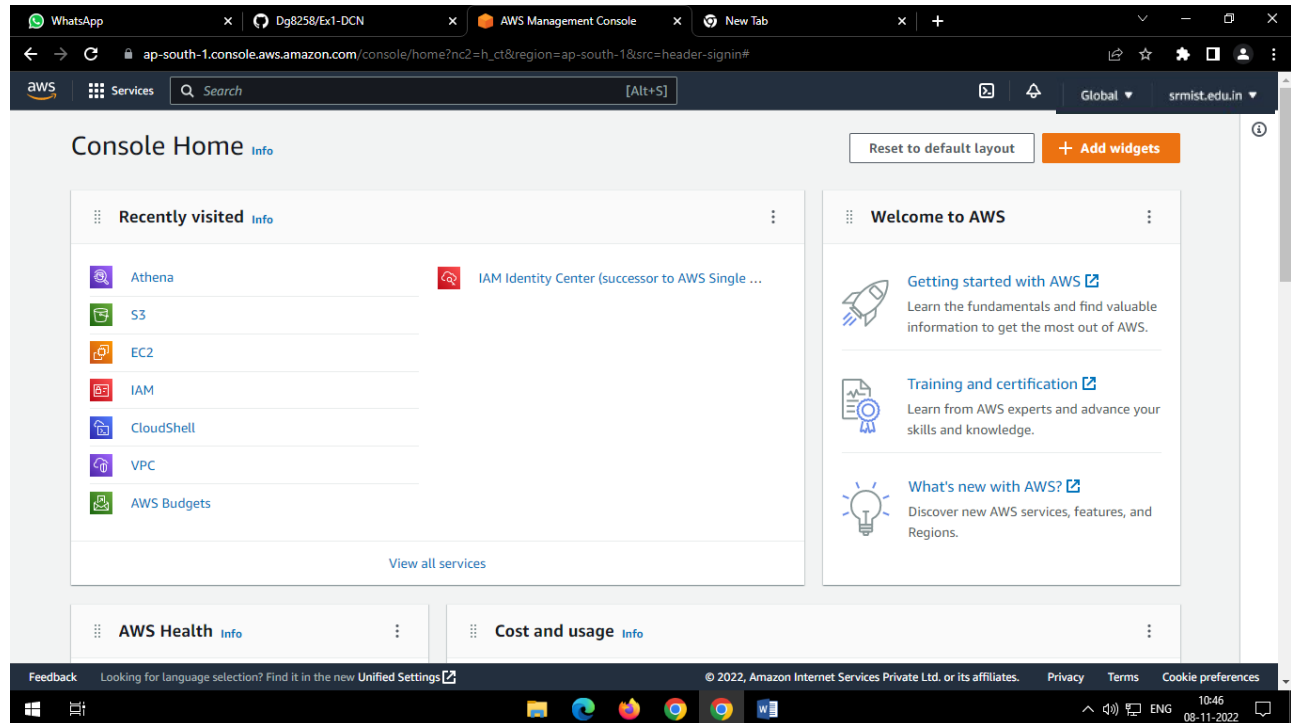 WhatsApp
Dg8258/Ex1-DCN
AWS Management Console
New Tab
ap-south-1.console.aws.amazon.com/console/home?nc2=h_ct&region=ap-south-1&src=header-signin#
aws Services Search [Alt+S] Global srmist.edu.in
Console Home Info
Reset to default layout
Add widgets
Recently visited Info
Athena
S3
EC2
IAM
CloudShell
VPC
AWS Budgets
IAM Identity Center (successor to AWS Single ...
View all services
Welcome to AWS
Getting started with AWS
Learn the fundamentals and find valuable
information to get the most out of AWS.
Training and certification
Learn from AWS experts and advance your
skills and knowledge.
What's new with AWS?
Discover new AWS services, features, and
Regions.
AWS Health Info
Cost and usage Info
Feedback Looking for language selection? Find it in the new Unified Settings © 2022, Amazon Internet Services Private Ltd. or its affiliates. Privacy Terms Cookie preferences
ENG
10:46
08-11-2022